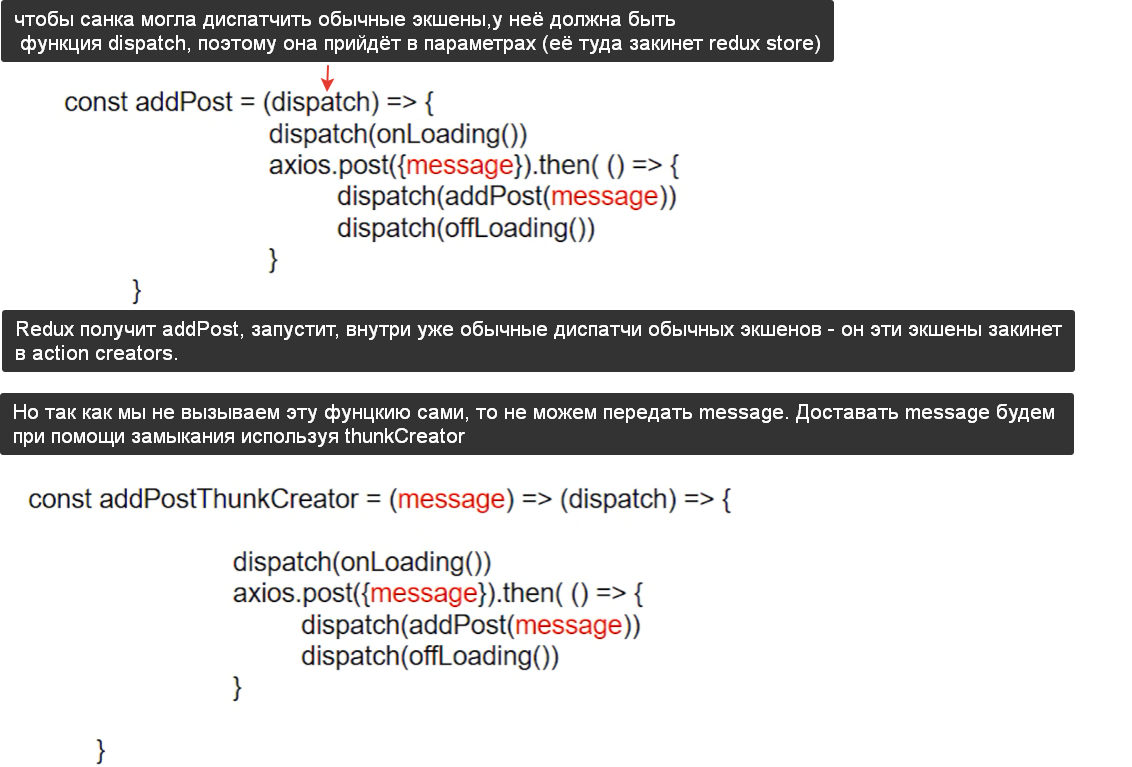 чтобы санка могла диспатчить обычные экшены,у неё должна быть
функция dispatch, поэтому она прийдёт в параметрах (её туда закинет redux store)
const addPost = (dispatch) => {
dispatch(onLoading())
axios.post({message}).then( () => {
dispatch(addPost(message))
dispatch(offLoading())
}
}
Redux получит addPost, запустит, внутри уже обычные диспатчи обычных экшенов - он эти экшены закинет
в action creators.
Но так как мы не вызываем эту фунцкию сами, то не можем передать message. Доставать message будем
при помощи замыкания используя thunkCreator
const addPostThunkCreator = (message) => (dispatch) => {
dispatch(onLoading())
axios.post({message}).then( () => {
dispatch(addPost(message))
dispatch(offLoading())
}
}